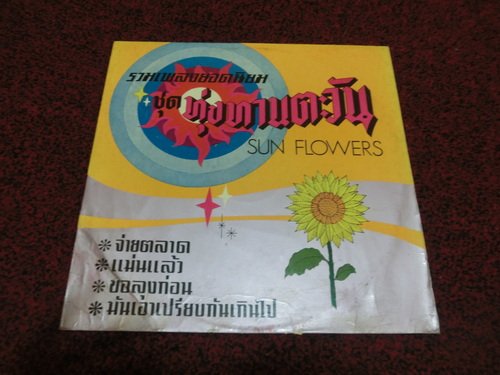 รวมเพลงยอดนิยม
ชุด ทุ่งทานตะวัน
SUN FLOWERS
* จ่ายตลาด
* แม่นแล้ว
* ขอลุงก่อน
* มันเอาเปรียบกันเกินไป